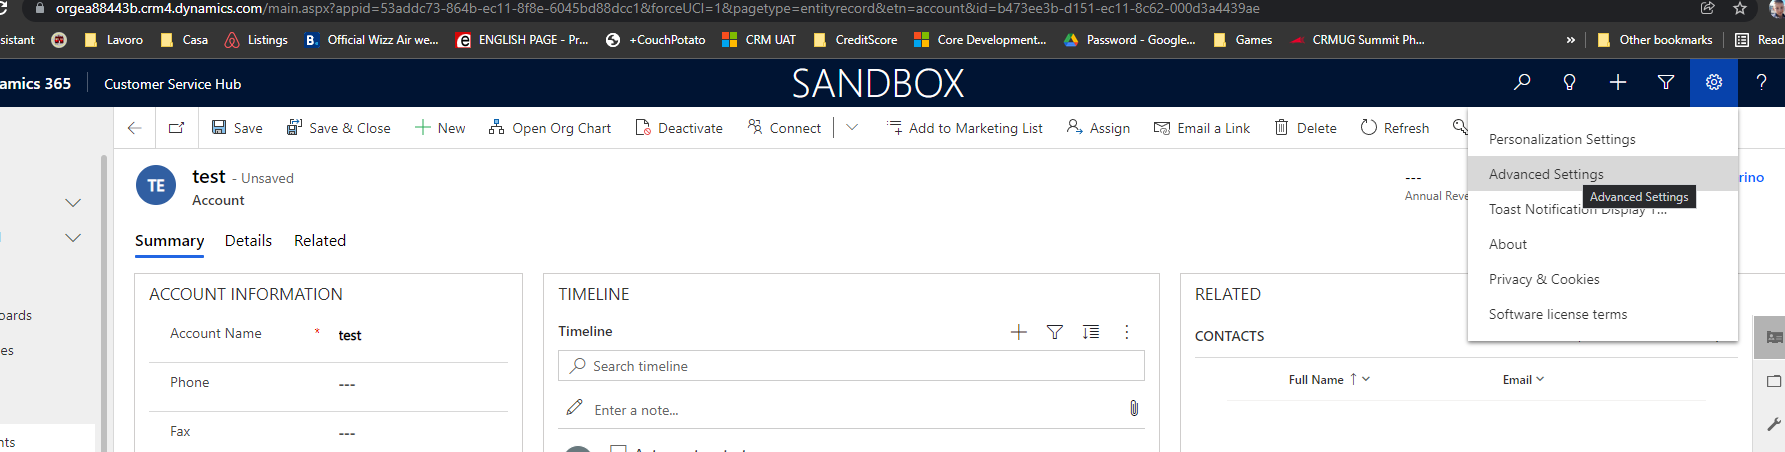 orgea88443b.crm4.dynamics.com/main.aspx?appid=53addc73-864b-ec11-8f8e-6045bd88dcc1&forceUCI=1&pagetype=entityrecord&etn=account&id=b473ee3b-d151-ec11-8c62-000d3a4439ae
sistant Lavoro Casa Listings B. Official Wizz Air we... e ENGLISH PAGE - Pr... +CouchPotato CRM UAT CreditScore Core Development... Password - Google... Games CRMUG Summit Ph... » Other bookmarks Read
namics 365 Customer Service Hub SANDBOX ?
Save Save & Close New Open Org Chart Deactivate Connect Add to Marketing List Assign Email a Link Delete Refresh
Personalization Settings
Advanced Settings
Advanced Settings
Toast Notification Display T...
About
Privacy & Cookies
Software license terms
TE test - Unsaved
Account
---
Annual Reve
rino
Summary Details Related
ACCOUNT INFORMATION
Account Name * test
Phone ---
Fax ---
TIMELINE
Timeline
Search timeline
Enter a note...
RELATED
CONTACTS
Full Name ↑ Email
oards
es
nts